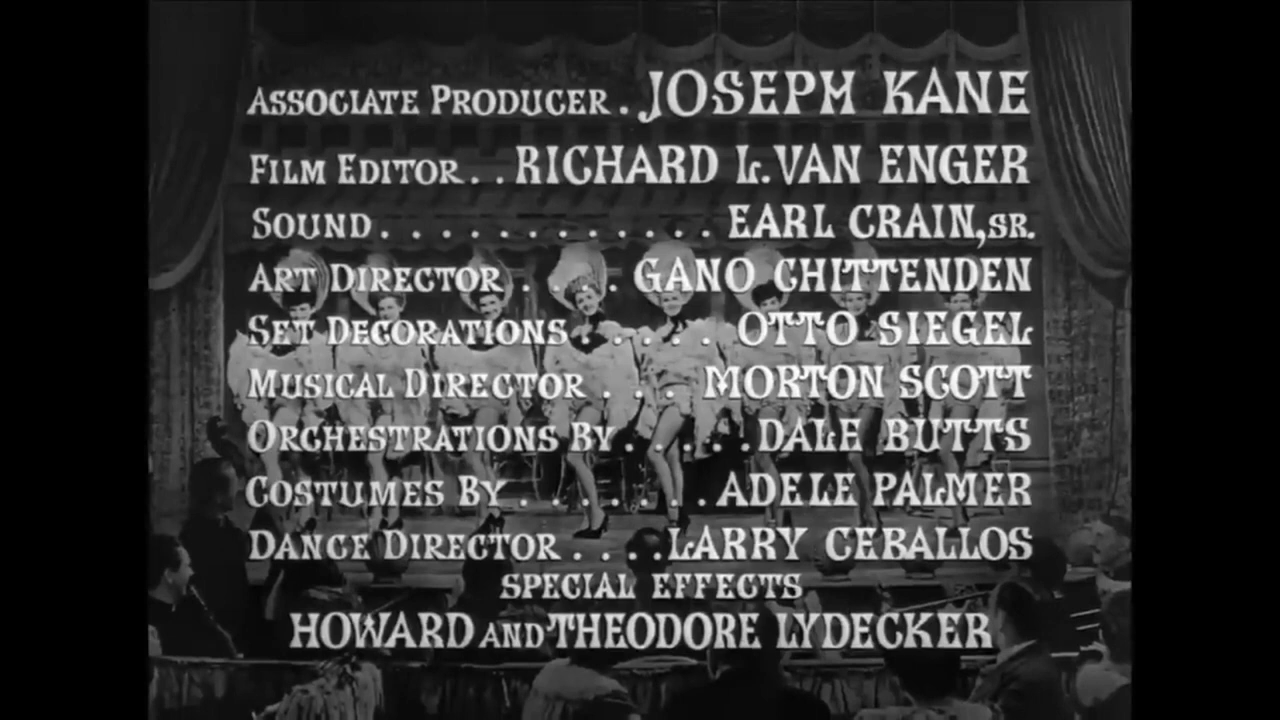 ASSOCIATE PRODUCER . JOSEPH KANE
FILM EDITOR . . RICHARD L. VAN ENGER
SOUND . . . . . . . . . . . . EARL CRAIN, SR.
ART DIRECTOR . . . . GANO CHITTENDEN
SET DECORATIONS . . . . . OTTO SIEGEL
MUSICAL DIRECTOR . . . MORTON SCOTT
ORCHESTRATIONS BY . . . . . DALE BUTTS
COSTUMES BY . . . . . . . ADELE PALMER
DANCE DIRECTOR . . . . LARRY CEBALLOS
SPECIAL EFFECTS
HOWARD AND THEODORE LYDECKER